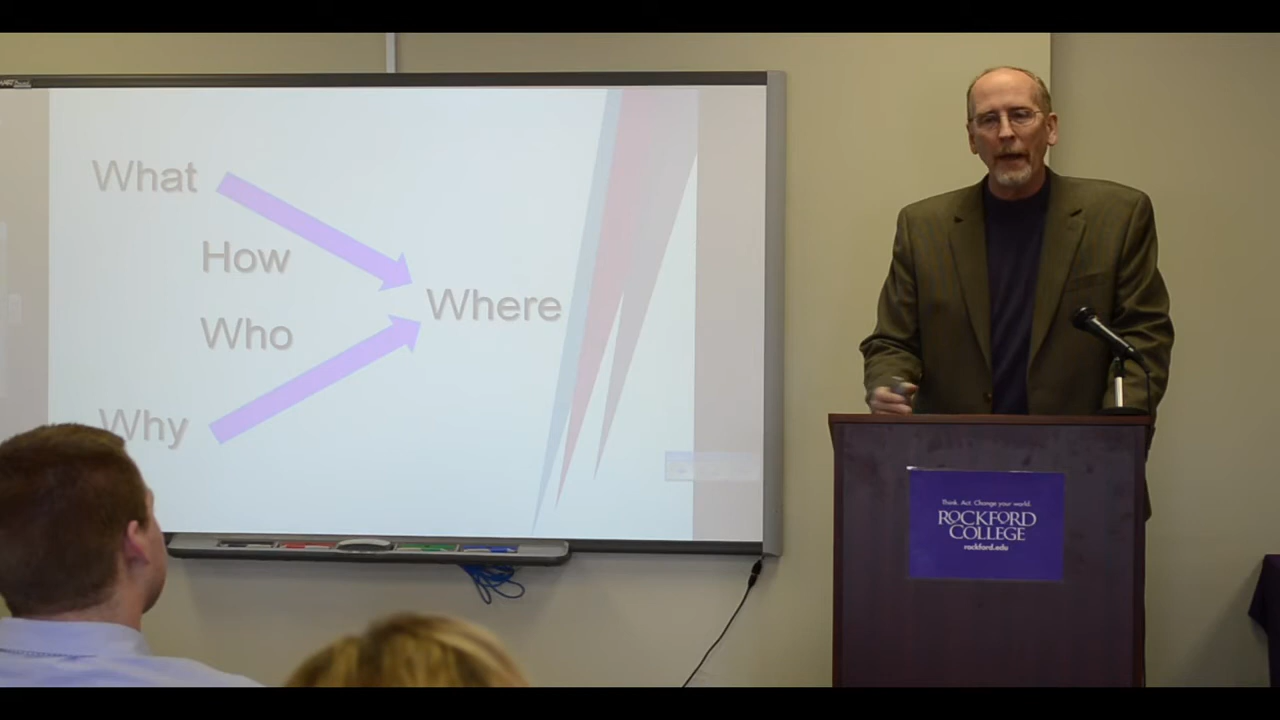 What
How
Where
Who
Why
Think. Act. Change your world.
ROCKFORD
COLLEGE
rockford.edu